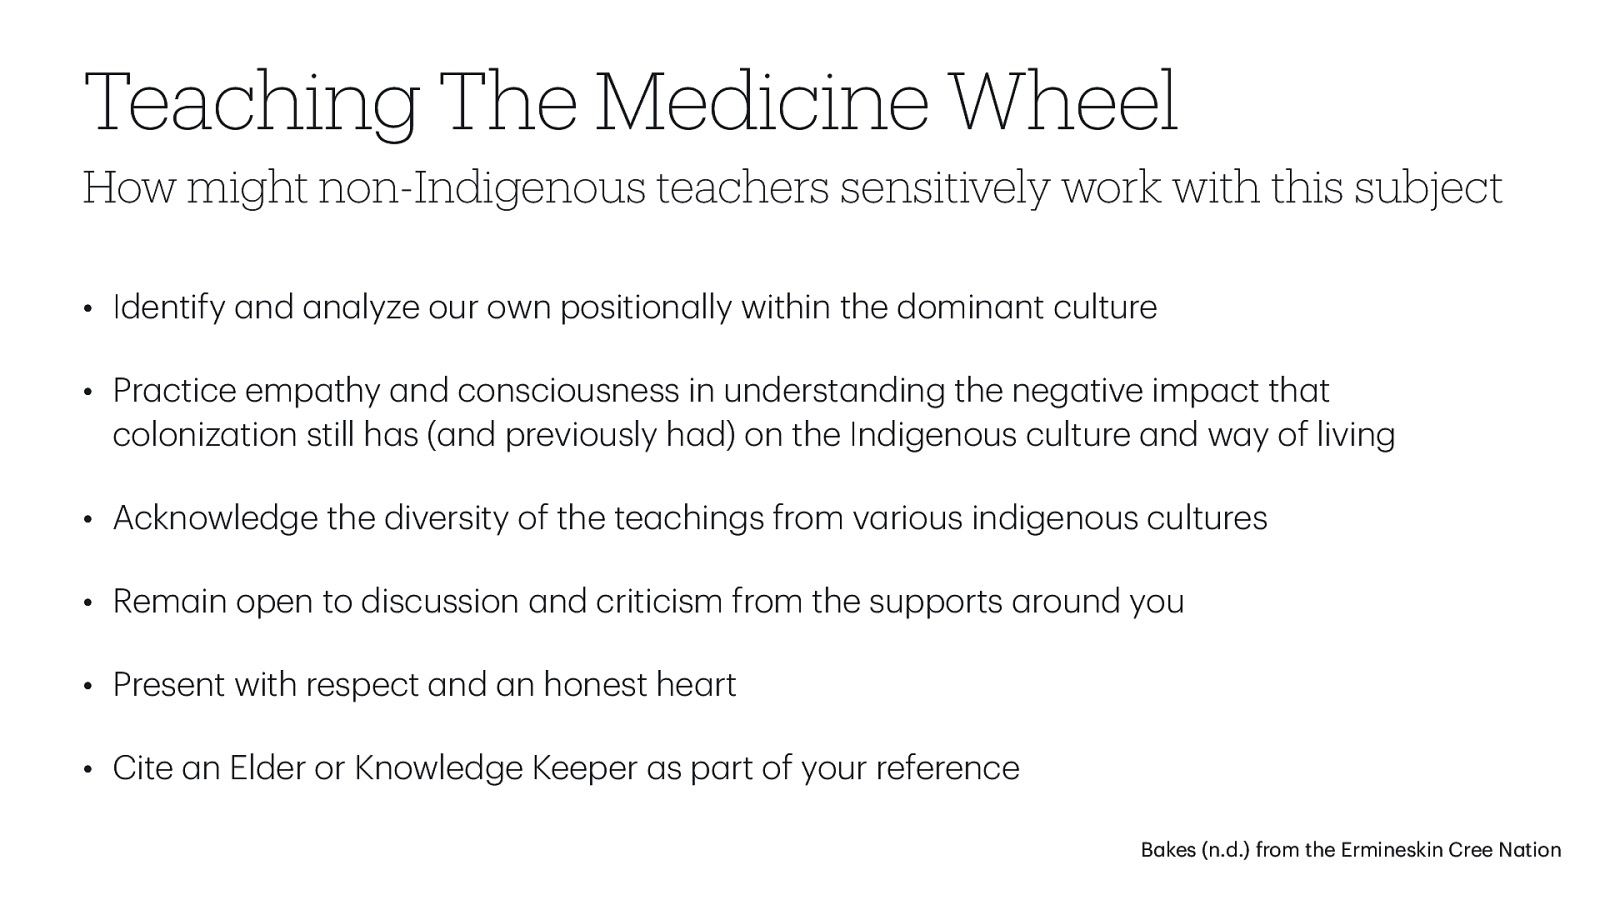 Teaching The Medicine Wheel
How might non-Indigenous teachers sensitively work with this subject
• Identify and analyze our own positionally within the dominant culture
• Practice empathy and consciousness in understanding the negative impact that
colonization still has (and previously had) on the Indigenous culture and way of living
• Acknowledge the diversity of the teachings from various indigenous cultures
• Remain open to discussion and criticism from the supports around you
• Present with respect and an honest heart
• Cite an Elder or Knowledge Keeper as part of your reference
Bakes (n.d.) from the Ermineskin Cree Nation